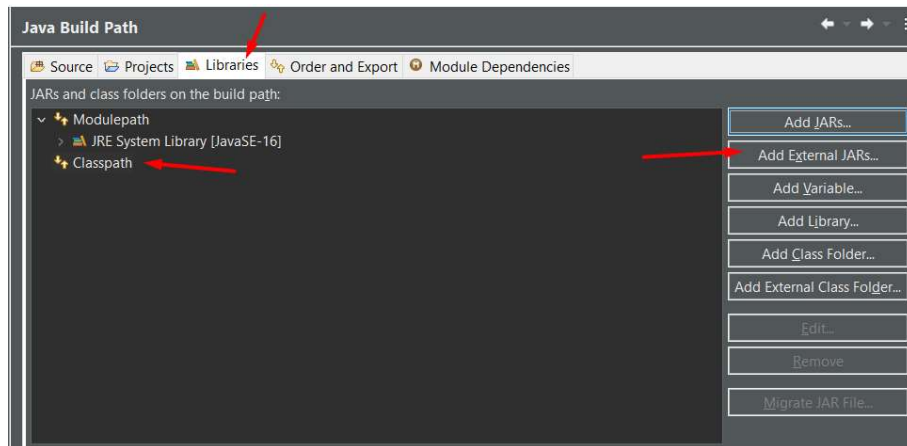 Java Build Path
Source Projects Libraries Order and Export Module Dependencies
JARs and class folders on the build path:
Modulepath
JRE System Library [JavaSE-16]
Classpath
Add JARs...
Add External JARs...
Add Variable...
Add Library...
Add Class Folder...
Add External Class Folder...
Edit...
Remove
Migrate JAR File...